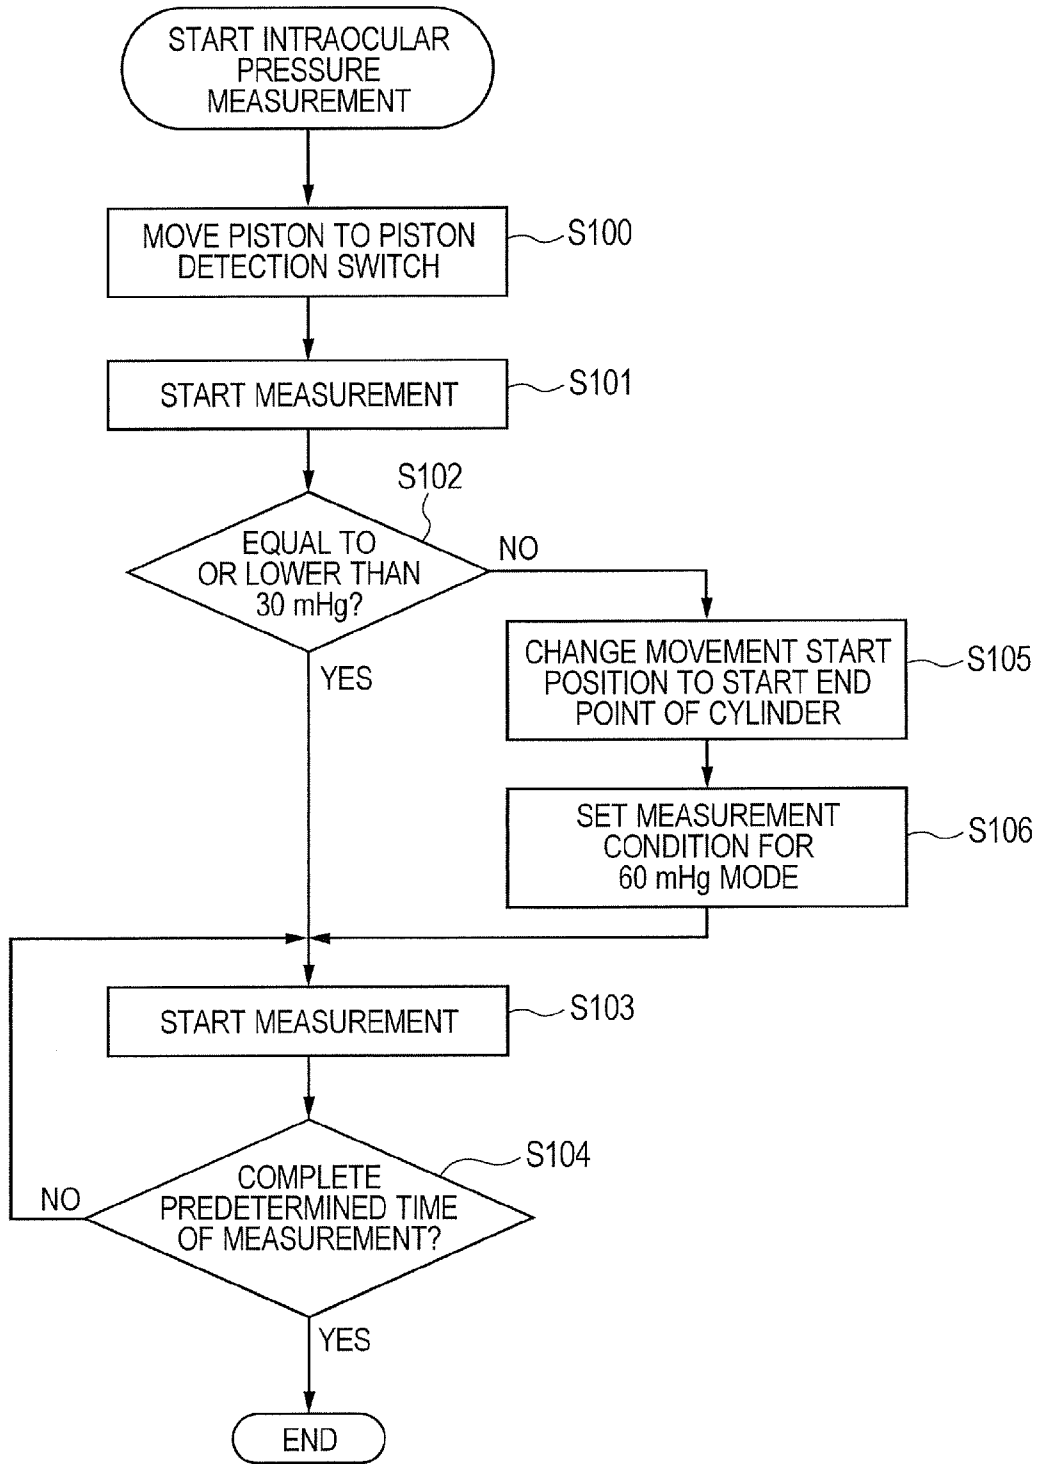 START INTRAOCULAR
PRESSURE
MEASUREMENT
MOVE PISTON TO PISTON
DETECTION SWITCH
S100
START MEASUREMENT
S101
S102
EQUAL TO
OR LOWER THAN
30 mHg?
NO
YES
CHANGE MOVEMENT START
POSITION TO START END
POINT OF CYLINDER
S105
SET MEASUREMENT
CONDITION FOR
60 mHg MODE
S106
START MEASUREMENT
S103
S104
COMPLETE
PREDETERMINED TIME
OF MEASUREMENT?
NO
YES
END